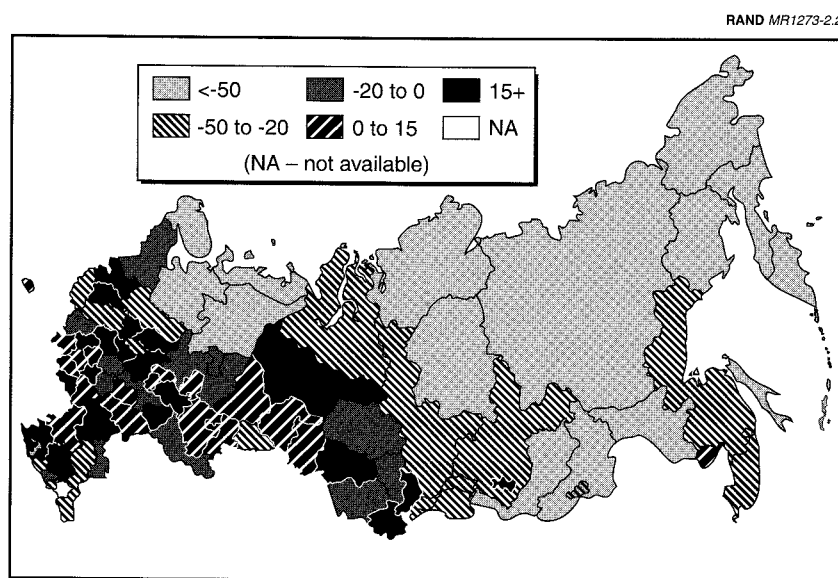 RAND MR1273-2.2
<-50 -20 to 0 15+
-50 to -20 0 to 15 NA
(NA – not available)